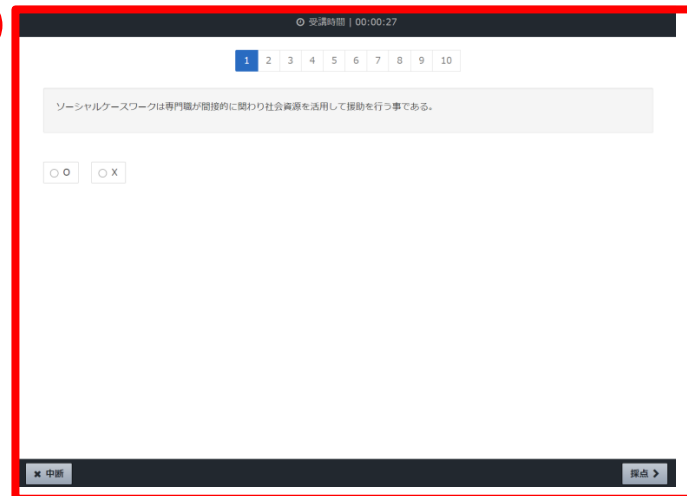 受講時間 | 00:00:27
1 2 3 4 5 6 7 8 9 10
ソーシャルケースワークは専門職が間接的に関わり社会資源を活用して援助を行う事である。
O X
✖ 中断 採点 ❯